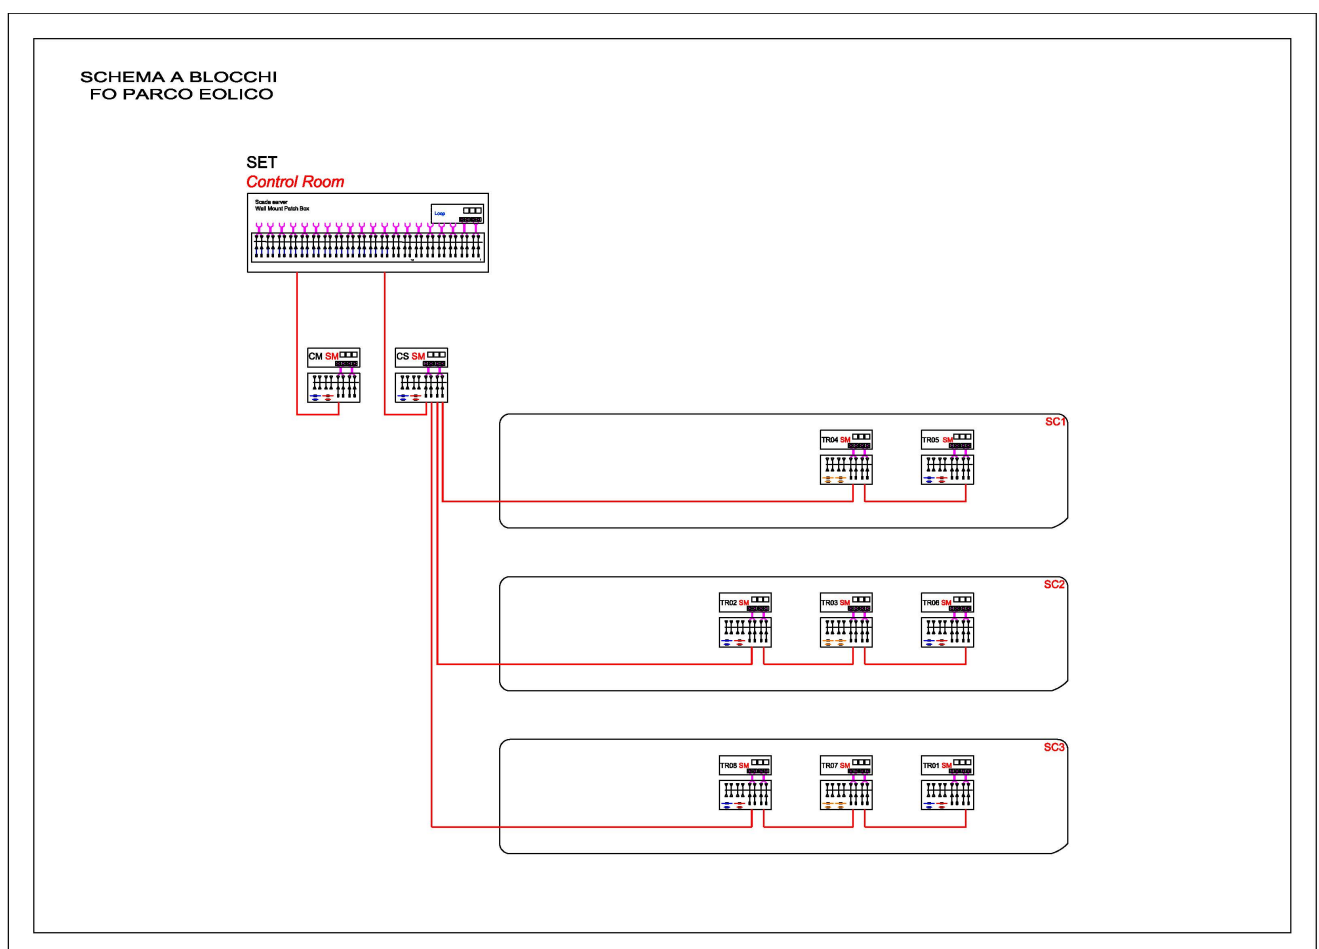 SCHEMA A BLOCCHI
FO PARCO EOLICO
SET
Control Room
Scada server
Wall Mount Patch Box
Loop
CM SM
CS SM
SC1
TR04 SM
TR05 SM
SC2
TR02 SM
TR03 SM
TR06 SM
SC3
TR08 SM
TR07 SM
TR01 SM